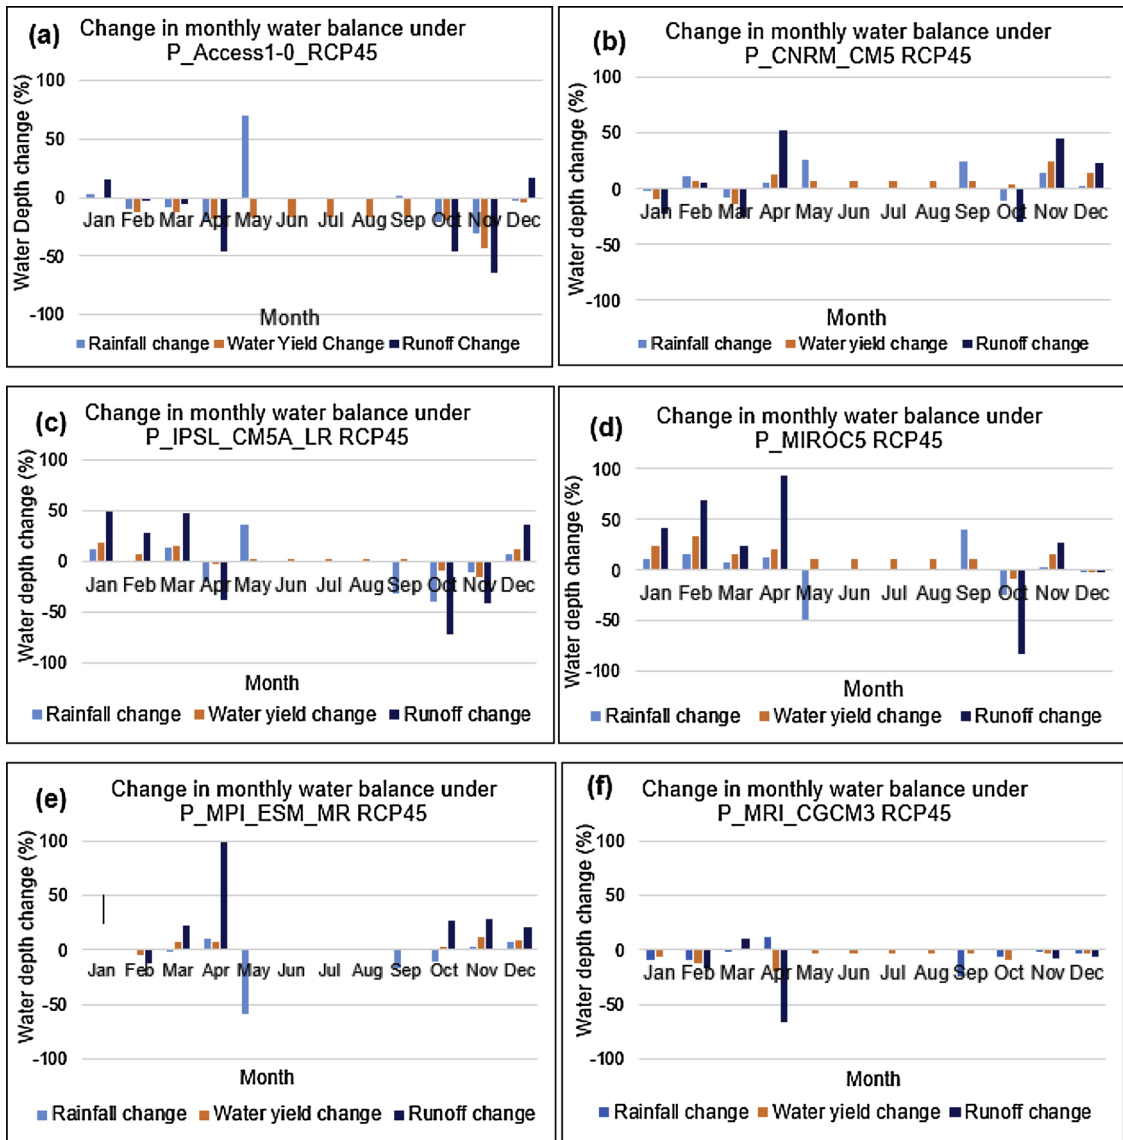 (a) Change in monthly water balance under
P_Access1-0_RCP45
Water Depth change (%)
100
50
0
-50
-100
Jan Feb Mar Apr May Jun Jul Aug Sep Oct Nov Dec
Month
Rainfall change Water Yield Change Runoff Change
(b) Change in monthly water balance under
P_CNRM_CM5 RCP45
Water depth change (%)
100
50
0
-50
-100
Jan Feb Mar Apr May Jun Jul Aug Sep Oct Nov Dec
Month
Rainfall change Water yield change Runoff change
(c) Change in monthly water balance under
P_IPSL_CM5A_LR RCP45
Water depth change (%)
100
50
0
-50
-100
Jan Feb Mar Apr May Jun Jul Aug Sep Oct Nov Dec
Month
Rainfall change Water yield change Runoff change
(d) Change in monthly water balance under
P_MIROC5 RCP45
Water depth change (%)
100
50
0
-50
-100
Jan Feb Mar Apr May Jun Jul Aug Sep Oct Nov Dec
Month
Rainfall change Water yield change Runoff change
(e) Change in monthly water balance under
P_MPI_ESM_MR RCP45
Water depth change (%)
100
50
0
-50
-100
Jan Feb Mar Apr May Jun Jul Aug Sep Oct Nov Dec
Month
Rainfall change Water yield change Runoff change
(f) Change in monthly water balance under
P_MRI_CGCM3 RCP45
Water depth change (%)
100
50
0
-50
-100
Jan Feb Mar Apr May Jun Jul Aug Sep Oct Nov Dec
Month
Rainfall change Water yield change Runoff change